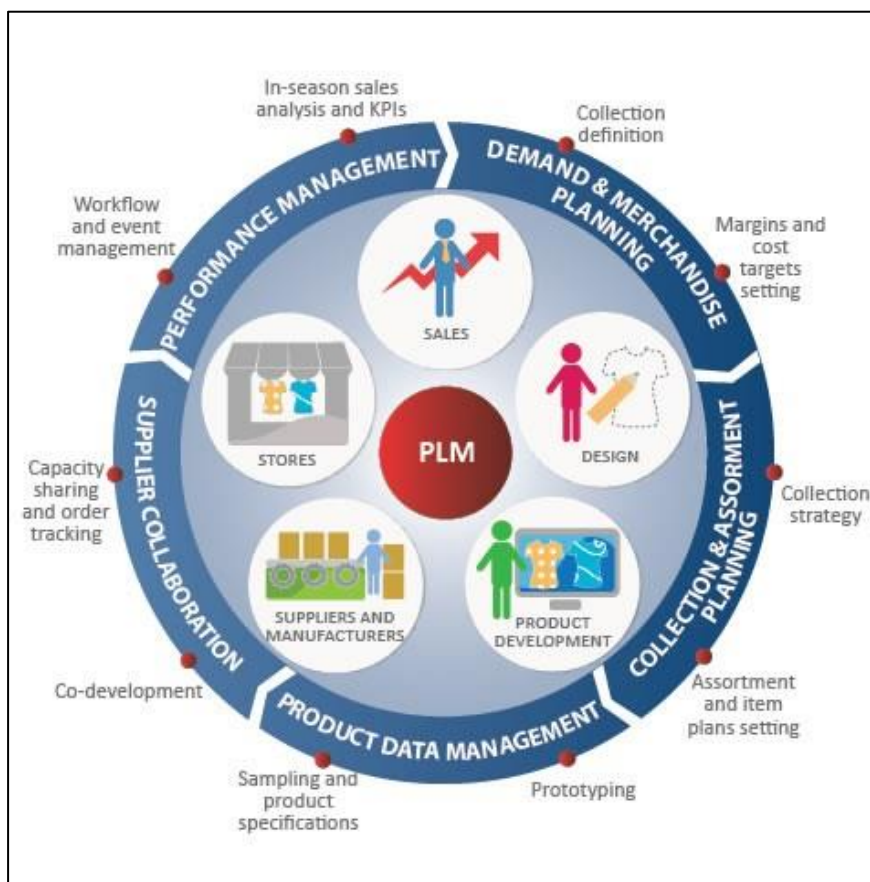 In-season sales
analysis and KPIs
Collection
definition
Workflow
and event
management
Margins and
cost
targets
setting
PERFORMANCE MANAGEMENT
DEMAND & MERCHANDISE
PLANNING
SALES
STORES
PLM
DESIGN
Capacity
sharing
and order
tracking
SUPPLIER COLLABORATION
COLLECTION & ASSORMENT
PLANNING
Collection
strategy
SUPPLIERS AND
MANUFACTURERS
PRODUCT
DEVELOPMENT
Co-development
PRODUCT DATA MANAGEMENT
Assortment
and item
plans setting
Sampling and
product
specifications
Prototyping